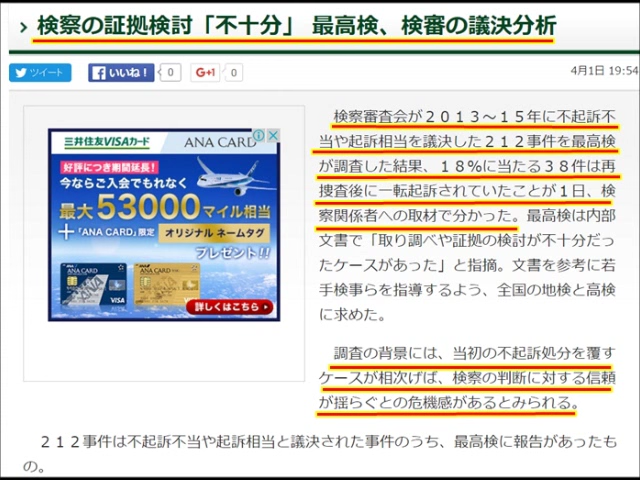 検察の証拠検討「不十分」 最高検、検審の議決分析
ツイート
いいね!
0
G+1
0
4月1日 19:54
三井住友VISAカード
ANA CARD
好評につき期間延長!
今ならご入会でもれなく
最大53000マイル相当
+「ANA CARD」限定 オリジナル ネームタグ
プレゼント!!
ANA CARD
VISA
ANA CARD
詳しくはこちら
検察審査会が2013~15年に不起訴不
当や起訴相当を議決した212事件を最高検
が調査した結果、18%に当たる38件は再
捜査後に一転起訴されていたことが1日、検
察関係者への取材で分かった。最高検は内部
文書で「取り調べや証拠の検討が不十分だっ
たケースがあった」と指摘。文書を参考に若
手検事らを指導するよう、全国の地検と高検
に求めた。
調査の背景には、当初の不起訴処分を覆す
ケースが相次げば、検察の判断に対する信頼
が揺らぐとの危機感があるとみられる。
212事件は不起訴不当や起訴相当と議決された事件のうち、最高検に報告があったも
の。